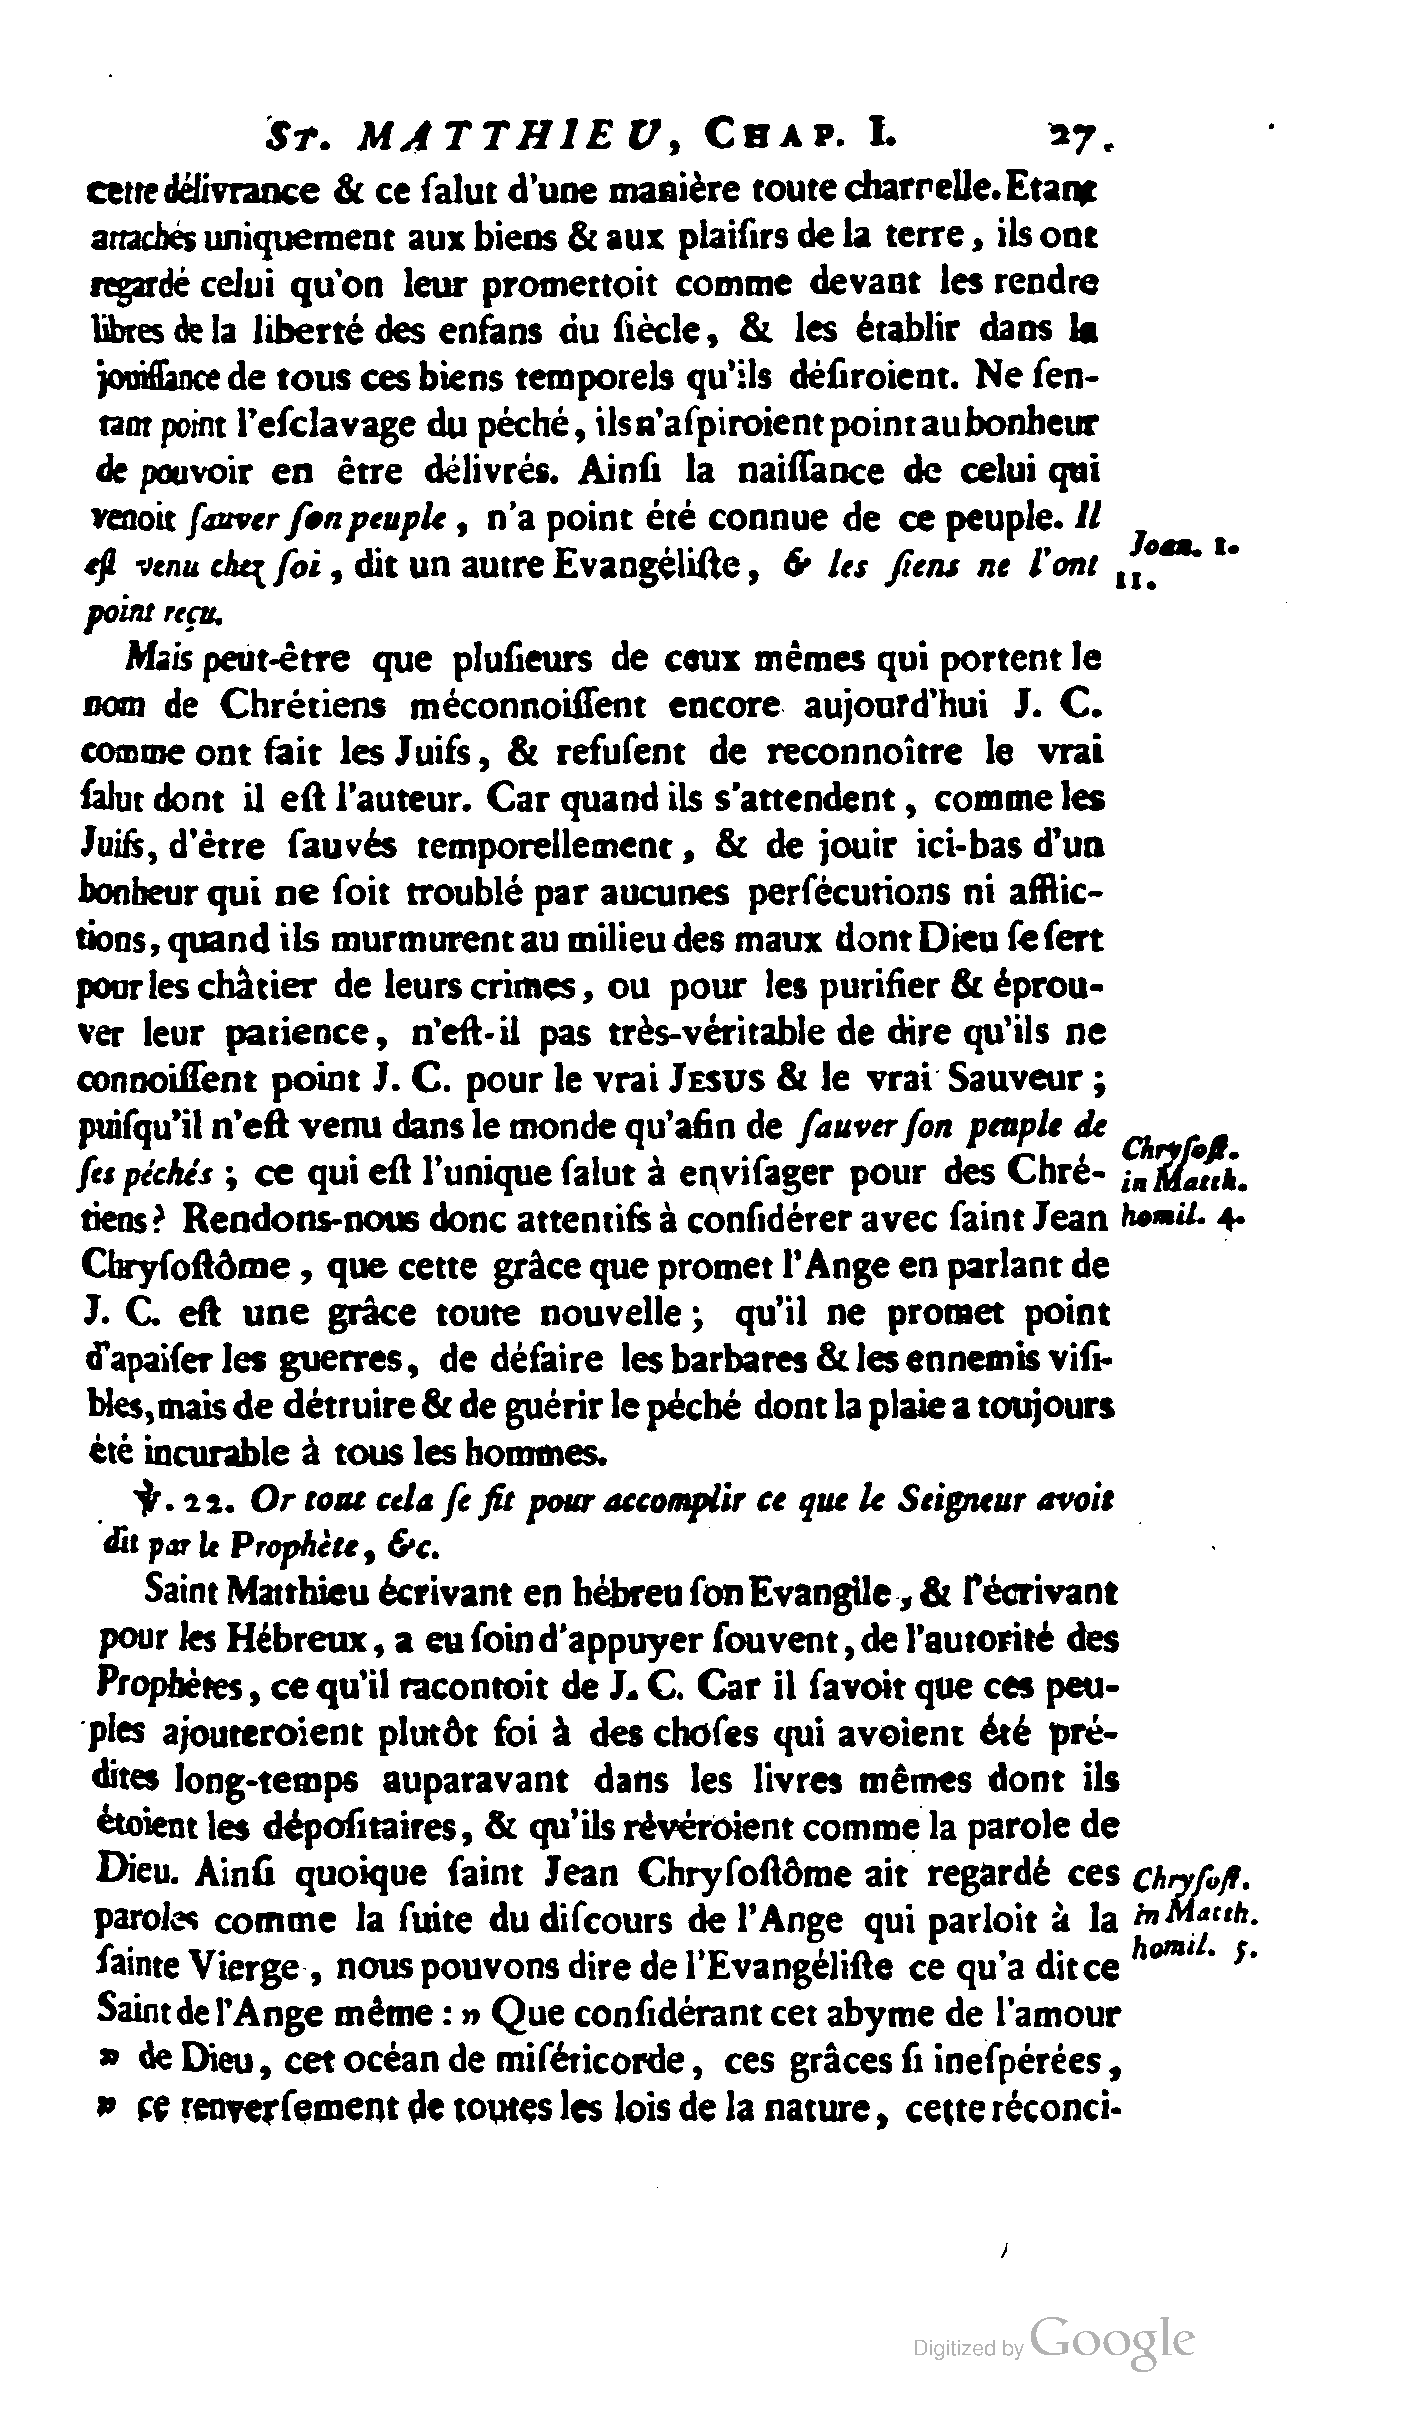 St. MATTHIEU, CHAP. I. 27.
cette délivrance & ce ſalut d'une manière toute charnelle. Etant
attachés uniquement aux biens & aux plaiſirs de la terre, ils ont
regardé celui qu'on leur promettoit comme devant les rendre
libres de la liberté des enfans du ſiècle, & les établir dans la
jouiſſance de tous ces biens temporels qu'ils déſiroient. Ne ſen-
tant point l'eſclavage du péché, ils n'aſpiroient point au bonheur
de pouvoir en être délivrés. Ainſi la naiſſance de celui qui
venoit ſauver ſon peuple, n'a point été connue de ce peuple. Il
eſt venu chez ſoi, dit un autre Evangéliſte, & les ſiens ne l'ont
point reçu.
Joan. 1.
11.
Mais peut-être que pluſieurs de ceux mêmes qui portent le
nom de Chrétiens méconnoiſſent encore aujourd'hui J. C.
comme ont fait les Juifs, & refuſent de reconnoître le vrai
ſalut dont il eſt l'auteur. Car quand ils s'attendent, comme les
Juifs, d'être ſauvés temporellement, & de jouir ici-bas d'un
bonheur qui ne ſoit troublé par aucunes perſécutions ni afflic-
tions, quand ils murmurent au milieu des maux dont Dieu ſe ſert
pour les châtier de leurs crimes, ou pour les purifier & éprou-
ver leur patience, n'eſt-il pas très-véritable de dire qu'ils ne
connoiſſent point J. C. pour le vrai JESUS & le vrai Sauveur ;
puiſqu'il n'eſt venu dans le monde qu'afin de ſauver ſon peuple de
ſes péchés ; ce qui eſt l'unique ſalut à enviſager pour des Chré-
tiens ? Rendons-nous donc attentifs à conſidérer avec ſaint Jean
Chryſoſt.
in Matth.
homil. 4.
Chryſoſtôme, que cette grâce que promet l'Ange en parlant de
J. C. eſt une grâce toute nouvelle ; qu'il ne promet point
d'apaiſer les guerres, de défaire les barbares & les ennemis viſi-
bles, mais de détruire & de guérir le péché dont la plaie a toujours
été incurable à tous les hommes.
℣. 22. Or tout cela ſe fit pour accomplir ce que le Seigneur avoit
dit par le Prophète, &c.
Saint Matthieu écrivant en hébreu ſon Evangile, & l'écrivant
pour les Hébreux, a eu ſoin d'appuyer ſouvent, de l'autorité des
Prophètes, ce qu'il racontoit de J. C. Car il ſavoit que ces peu-
ples ajouteroient plutôt foi à des choſes qui avoient été pré-
dites long-temps auparavant dans les livres mêmes dont ils
étoient les dépoſitaires, & qu'ils révéroient comme la parole de
Dieu. Ainſi quoique ſaint Jean Chryſoſtôme ait regardé ces
paroles comme la ſuite du diſcours de l'Ange qui parloit à la
ſainte Vierge, nous pouvons dire de l'Evangéliſte ce qu'a dit ce
Chryſoſt.
in Matth.
homil. 5.
Saint de l'Ange même : » Que conſidérant cet abyme de l'amour
» de Dieu, cet océan de miſéricorde, ces grâces ſi ineſpérées,
» ce renverſement de toutes les lois de la nature, cette réconci-
Digitized by Google